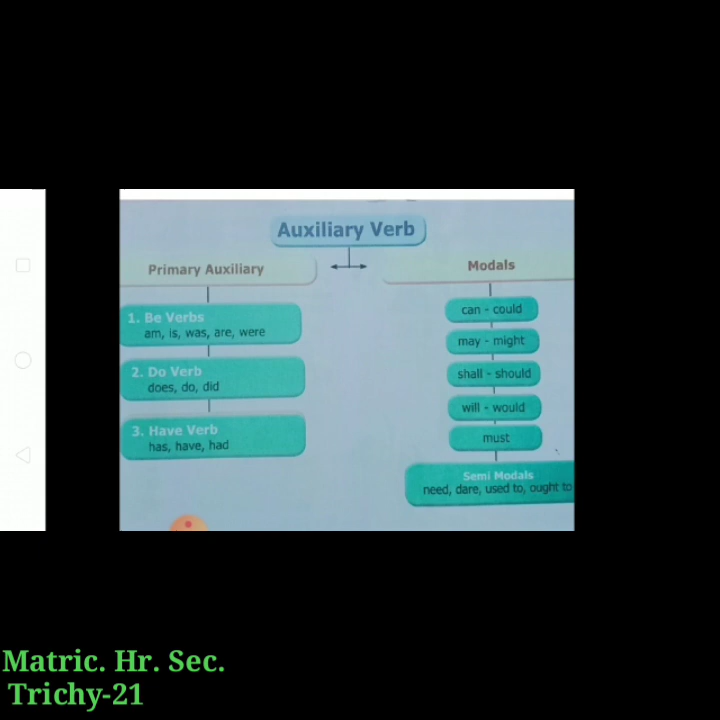 Auxiliary Verb
Primary Auxiliary
1. Be Verbs
am, is, was, are, were
2. Do Verb
does, do, did
3. Have Verb
has, have, had
Modals
can - could
may - might
shall - should
will - would
must
Semi Modals
need, dare, used to, ought to
Matric. Hr. Sec.
Trichy-21